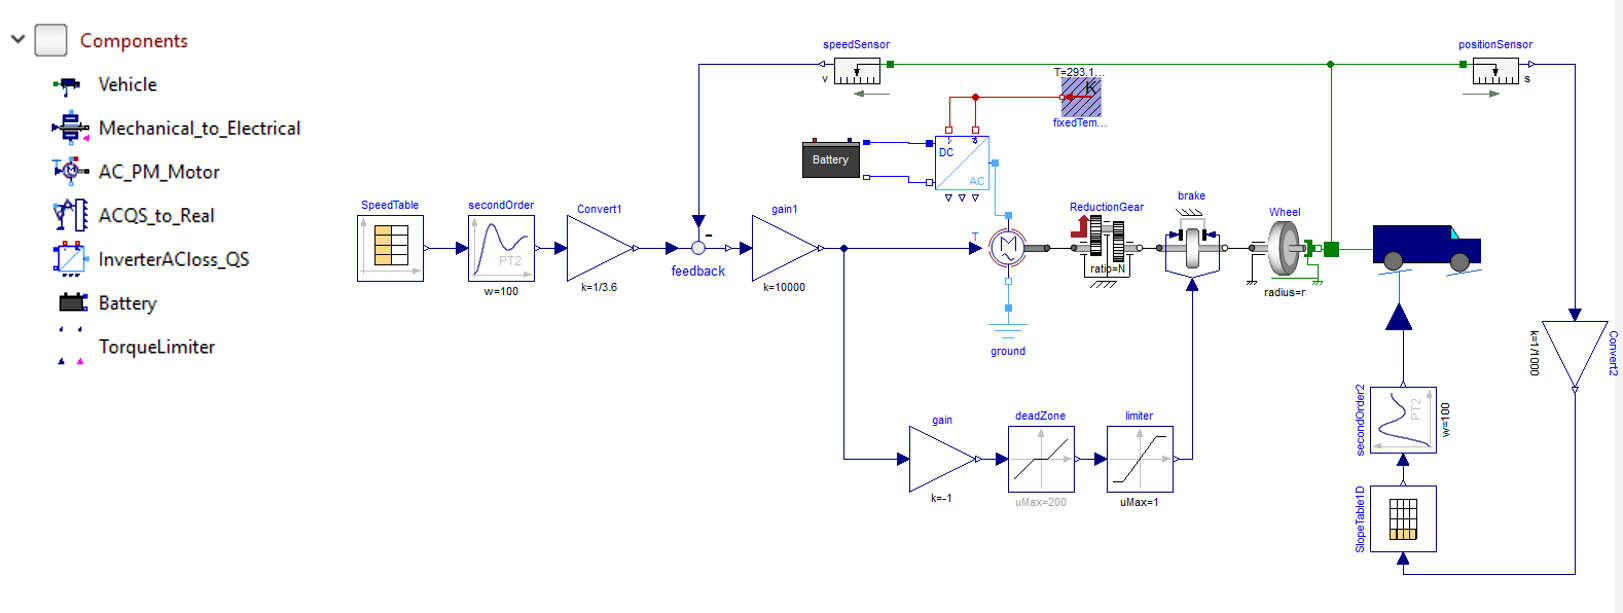 Components
Vehicle
Mechanical_to_Electrical
AC_PM_Motor
ACQS_to_Real
InverterACloss_QS
Battery
TorqueLimiter
speedSensor
v
positionSensor
s
T=293.1...
K
fixedTem...
Battery
DC
AC
SpeedTable
secondOrder
PT2
w=100
Convert1
k=1/3.6
-
feedback
gain1
k=10000
T
M
ground
ReductionGear
ratio=N
brake
Wheel
radius=r
gain
k=-1
deadZone
uMax=200
limiter
uMax=1
k=1/1000
Convert2
secondOrder2
PT2
w=100
SlopeTable1D